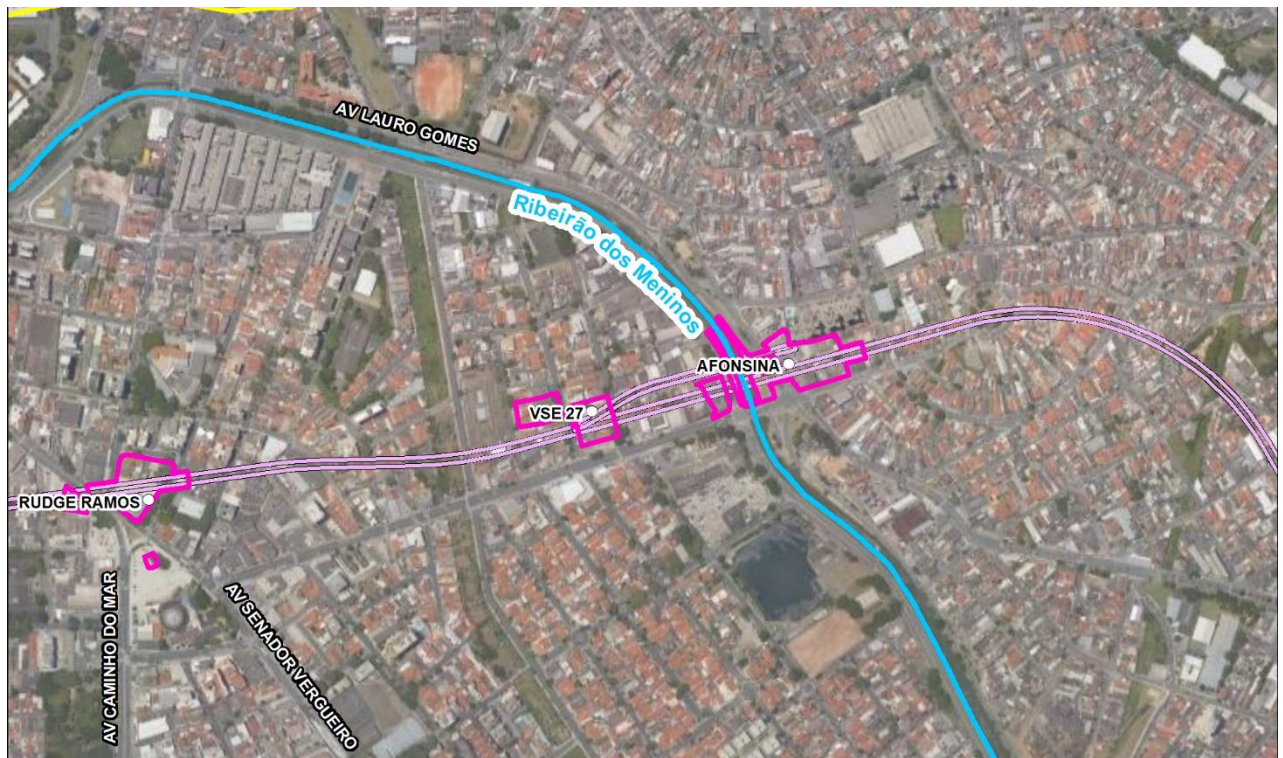 AV LAURO GOMES
Ribeirão dos Meninos
AFONSINA
VSE 27
RUDGE RAMOS
AV CAMINHO DO MAR
AV SENADOR VERGUEIRO